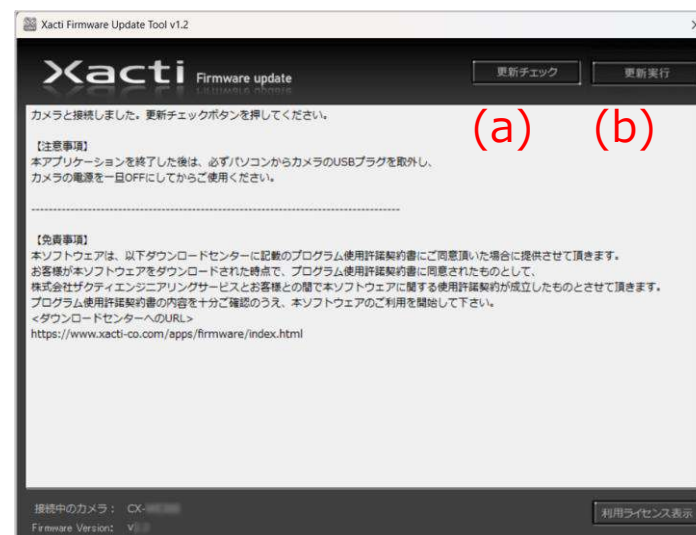 Xacti Firmware Update Tool v1.2
Xacti Firmware update
更新チェック
更新実行
(a)
(b)
カメラと接続しました。更新チェックボタンを押してください。
【注意事項】
本アプリケーションを終了した後は、必ずパソコンからカメラのUSBプラグを取外し、
カメラの電源を一旦OFFにしてからご使用ください。
--------------------------------------------------------------------------------
【免責事項】
本ソフトウェアは、以下ダウンロードセンターに記載のプログラム使用許諾契約書にご同意頂いた場合に提供させて頂きます。
お客様が本ソフトウェアをダウンロードされた時点で、プログラム使用許諾契約書に同意されたものとして、
株式会社ザクティエンジニアリングサービスとお客様との間で本ソフトウェアに関する使用許諾契約が成立したものとさせて頂きます。
プログラム使用許諾契約書の内容を十分ご確認のうえ、本ソフトウェアのご利用を開始して下さい。
<ダウンロードセンターへのURL>
https://www.xacti-co.com/apps/firmware/index.html
接続中のカメラ： CX-
Firmware Version: V
利用ライセンス表示